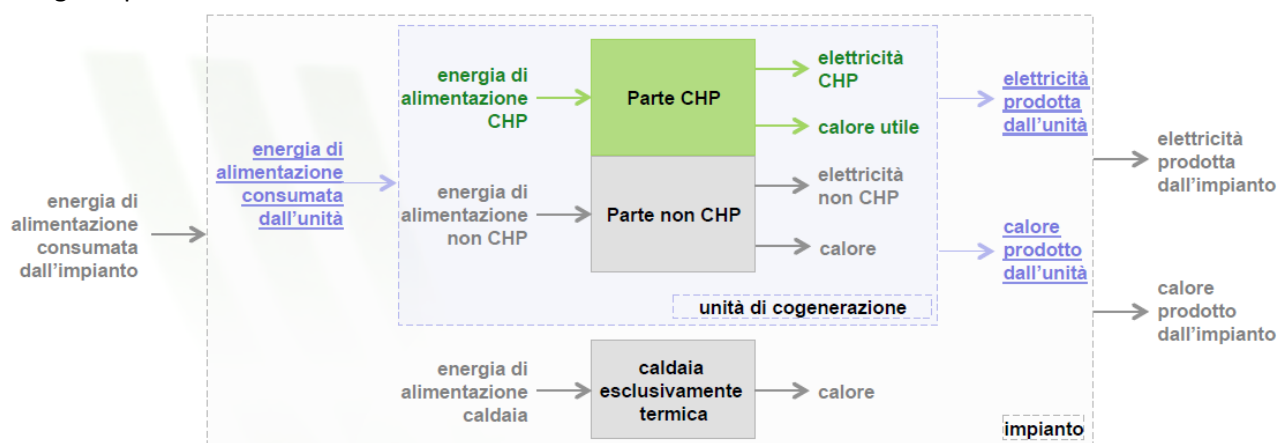 energia di
alimentazione
consumata
dall'impianto
energia di
alimentazione
consumata
dall'unità
energia di
alimentazione
CHP
Parte CHP
elettricità
CHP
calore utile
energia di
alimentazione
non CHP
Parte non CHP
elettricità
non CHP
calore
unità di cogenerazione
elettricità
prodotta
dall'unità
calore
prodotto
dall'unità
energia di
alimentazione
caldaia
caldaia
esclusivamente
termica
calore
impianto
elettricità
prodotta
dall'impianto
calore
prodotto
dall'impianto